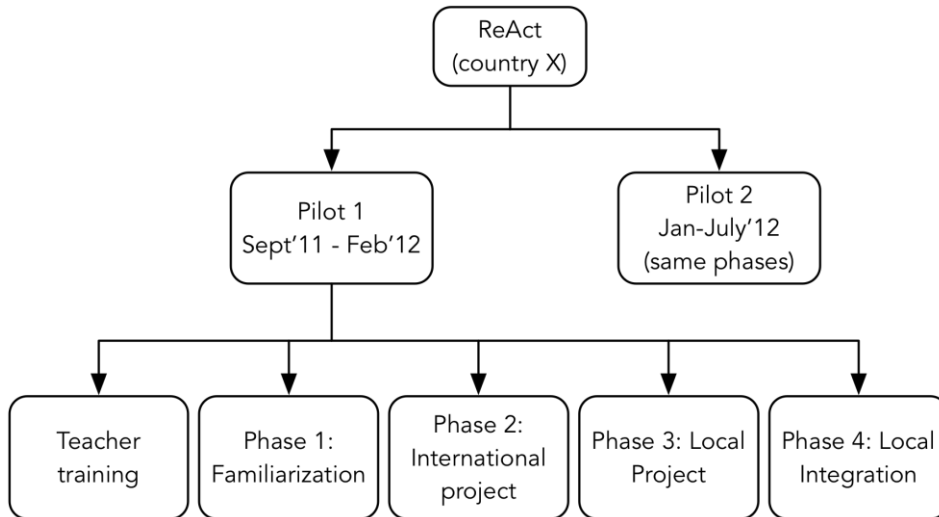 ReAct
(country X)
Pilot 1
Sept’11 - Feb’12
Pilot 2
Jan-July’12
(same phases)
Teacher
training
Phase 1:
Familiarization
Phase 2:
International
project
Phase 3: Local
Project
Phase 4: Local
Integration